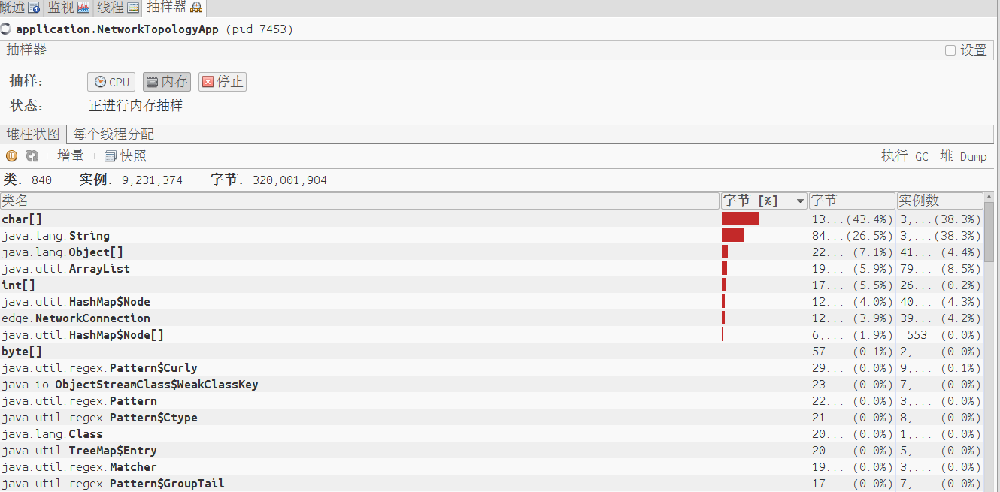 概述 监视 线程 抽样器
application.NetworkTopologyApp (pid 7453)
抽样器 设置
抽样: CPU 内存 停止
状态: 正进行内存抽样
堆柱状图 每个线程分配
增量 快照 执行 GC 堆 Dump
类: 840 实例: 9,231,374 字节: 320,001,904
类名 字节 [%] 字节 实例数
char[] 13...(43.4%) 3,...(38.3%)
java.lang.String 84...(26.5%) 3,...(38.3%)
java.lang.Object[] 22... (7.1%) 41... (4.4%)
java.util.ArrayList 19... (5.9%) 79... (8.5%)
int[] 17... (5.5%) 26... (0.2%)
java.util.HashMap$Node 12... (4.0%) 40... (4.3%)
edge.NetworkConnection 12... (3.9%) 39... (4.2%)
java.util.HashMap$Node[] 6,... (1.9%) 553 (0.0%)
byte[] 57... (0.1%) 2,... (0.0%)
java.util.regex.Pattern$Curly 29... (0.0%) 9,... (0.1%)
java.io.ObjectStreamClass$WeakClassKey 23... (0.0%) 7,... (0.0%)
java.util.regex.Pattern 22... (0.0%) 3,... (0.0%)
java.util.regex.Pattern$Ctype 21... (0.0%) 8,... (0.0%)
java.lang.Class 20... (0.0%) 1,... (0.0%)
java.util.TreeMap$Entry 20... (0.0%) 5,... (0.0%)
java.util.regex.Matcher 19... (0.0%) 3,... (0.0%)
java.util.regex.Pattern$GroupTail 17... (0.0%) 7,... (0.0%)